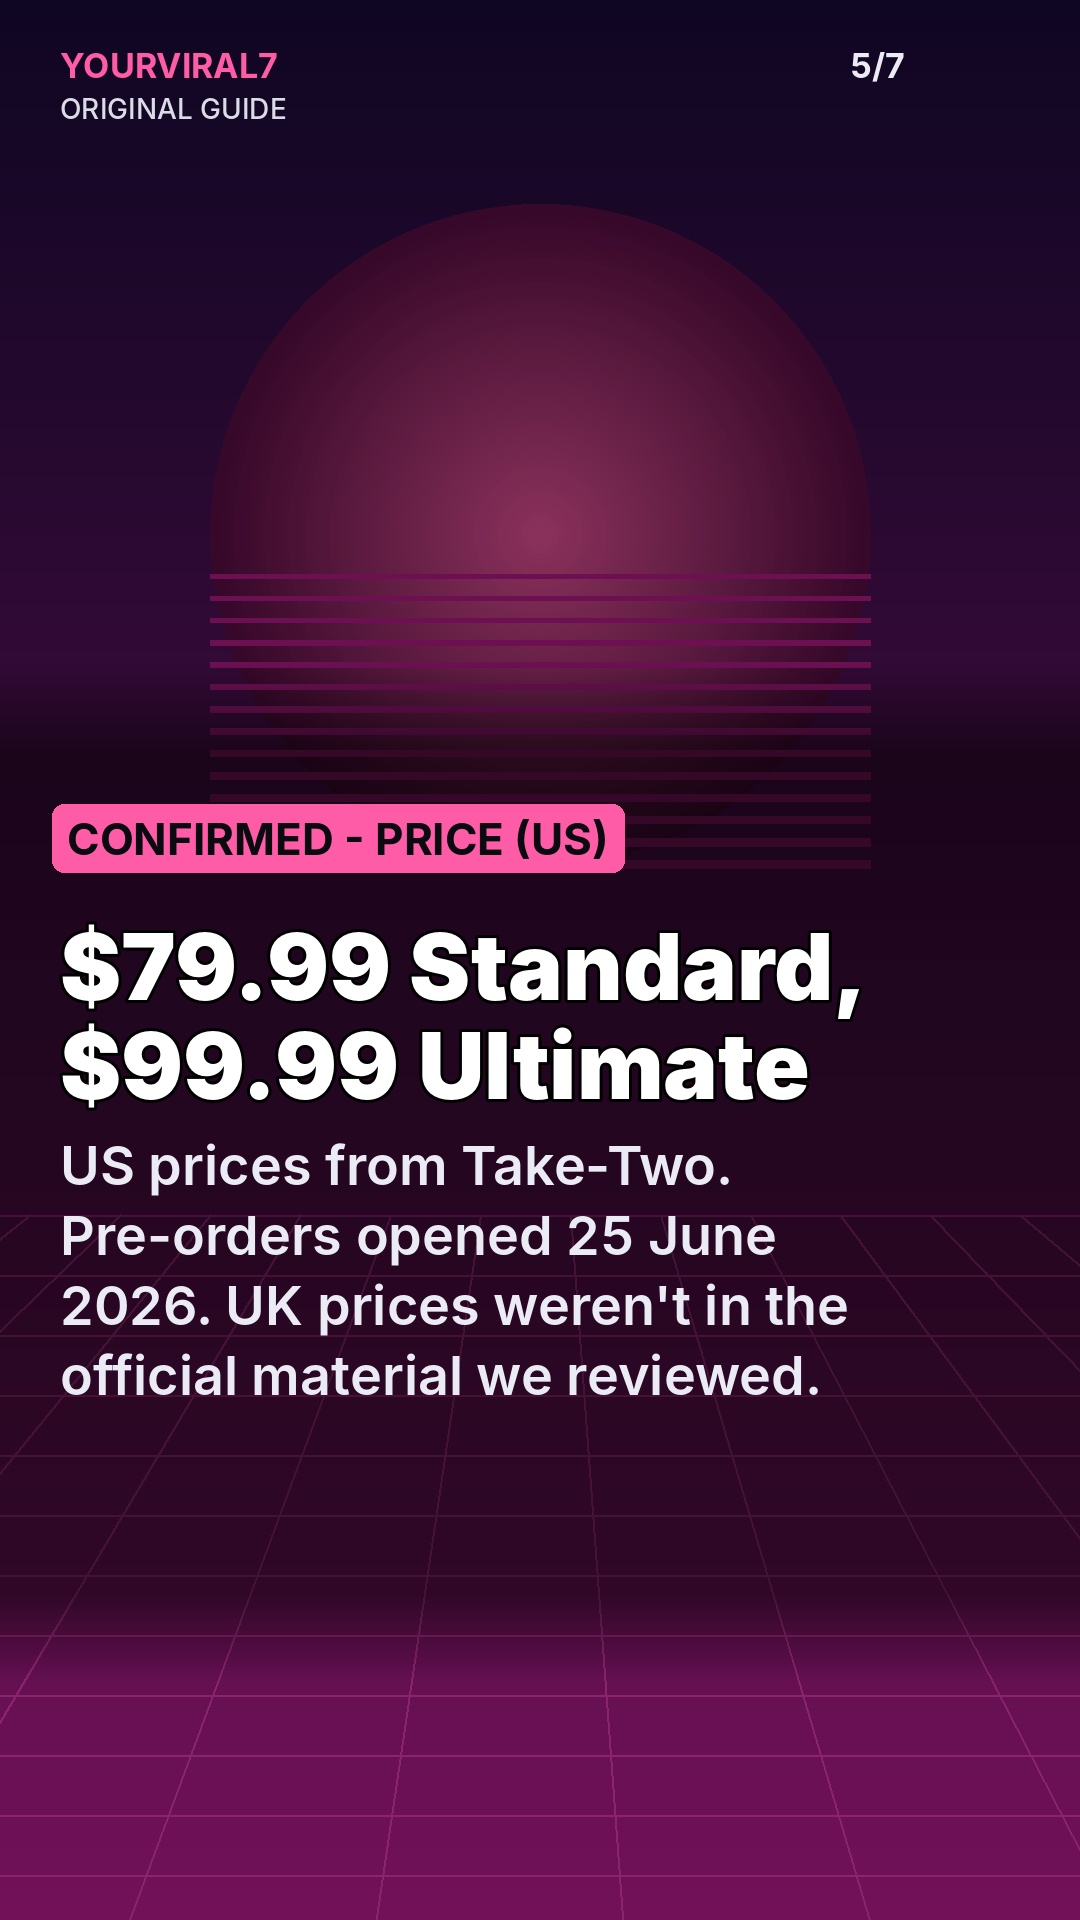 YOURVIRAL7
5/7
ORIGINAL GUIDE
CONFIRMED - PRICE (US)
$79.99 Standard,
$99.99 Ultimate
US prices from Take-Two.
Pre-orders opened 25 June
2026. UK prices weren't in the
official material we reviewed.